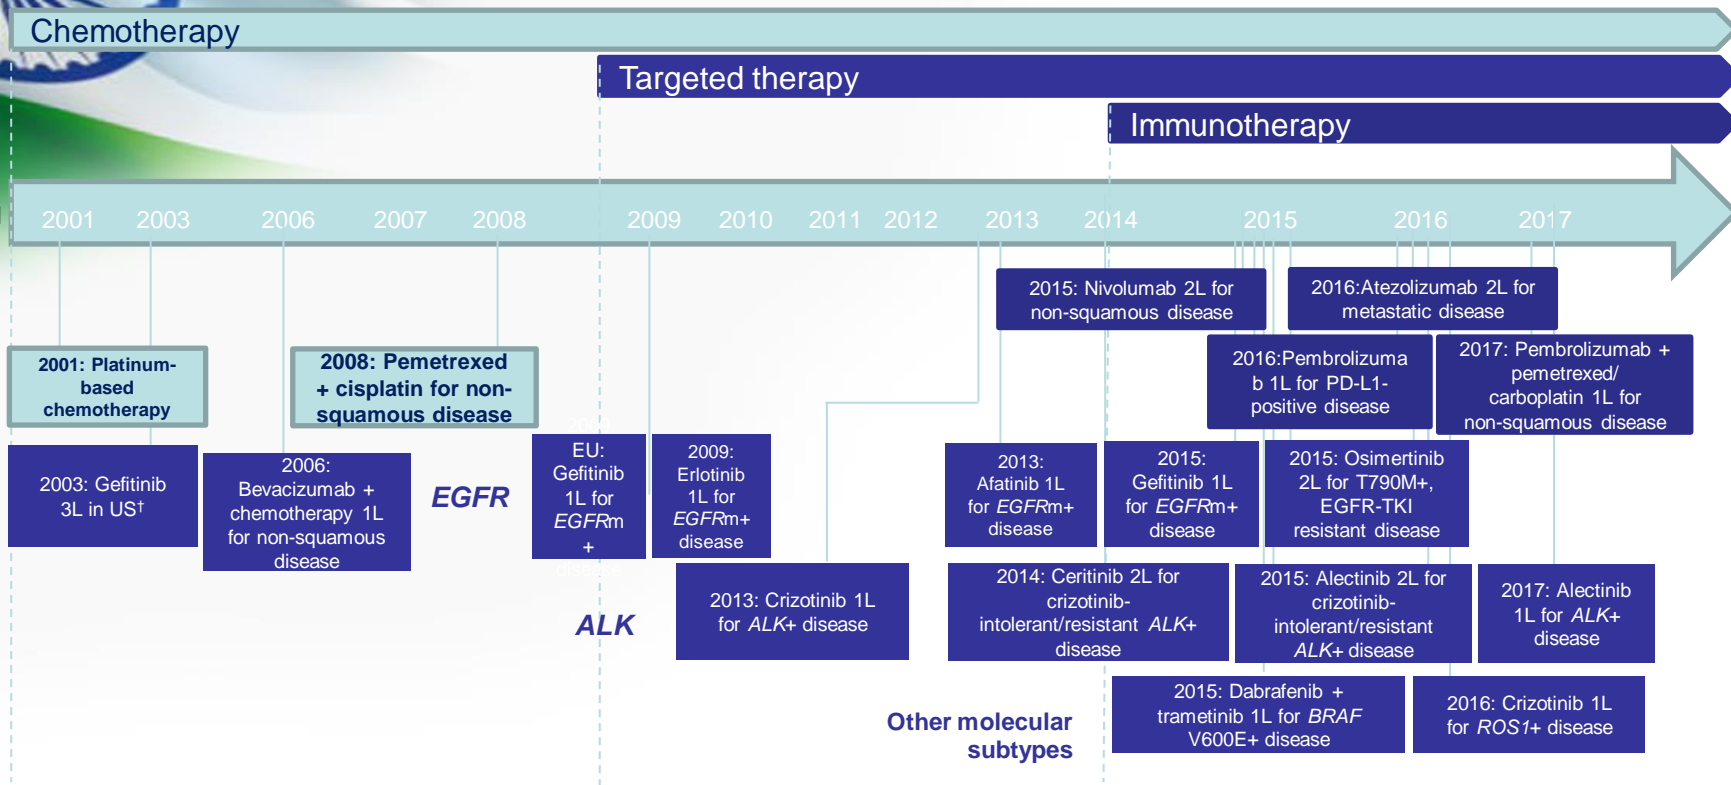 Chemotherapy
Targeted therapy
Immunotherapy
2001 2003 2006 2007 2008 2009 2010 2011 2012 2013 2014 2015 2016 2017
2015: Nivolumab 2L for
non-squamous disease
2016:Atezolizumab 2L for
metastatic disease
2001: Platinum-
based
chemotherapy
2008: Pemetrexed
+ cisplatin for non-
squamous disease
2016:Pembrolizuma
b 1L for PD-L1-
positive disease
2017: Pembrolizumab +
pemetrexed/
carboplatin 1L for
non-squamous disease
2003: Gefitinib
3L in US†
2006:
Bevacizumab +
chemotherapy 1L
for non-squamous
disease
EGFR
2009
EU:
Gefitinib
1L for
EGFRm
+
disease
2009:
Erlotinib
1L for
EGFRm+
disease
2013:
Afatinib 1L
for EGFRm+
disease
2015:
Gefitinib 1L
for EGFRm+
disease
2015: Osimertinib
2L for T790M+,
EGFR-TKI
resistant disease
ALK
2013: Crizotinib 1L
for ALK+ disease
2014: Ceritinib 2L for
crizotinib-
intolerant/resistant ALK+
disease
2015: Alectinib 2L for
crizotinib-
intolerant/resistant
ALK+ disease
2017: Alectinib
1L for ALK+
disease
Other molecular
subtypes
2015: Dabrafenib +
trametinib 1L for BRAF
V600E+ disease
2016: Crizotinib 1L
for ROS1+ disease